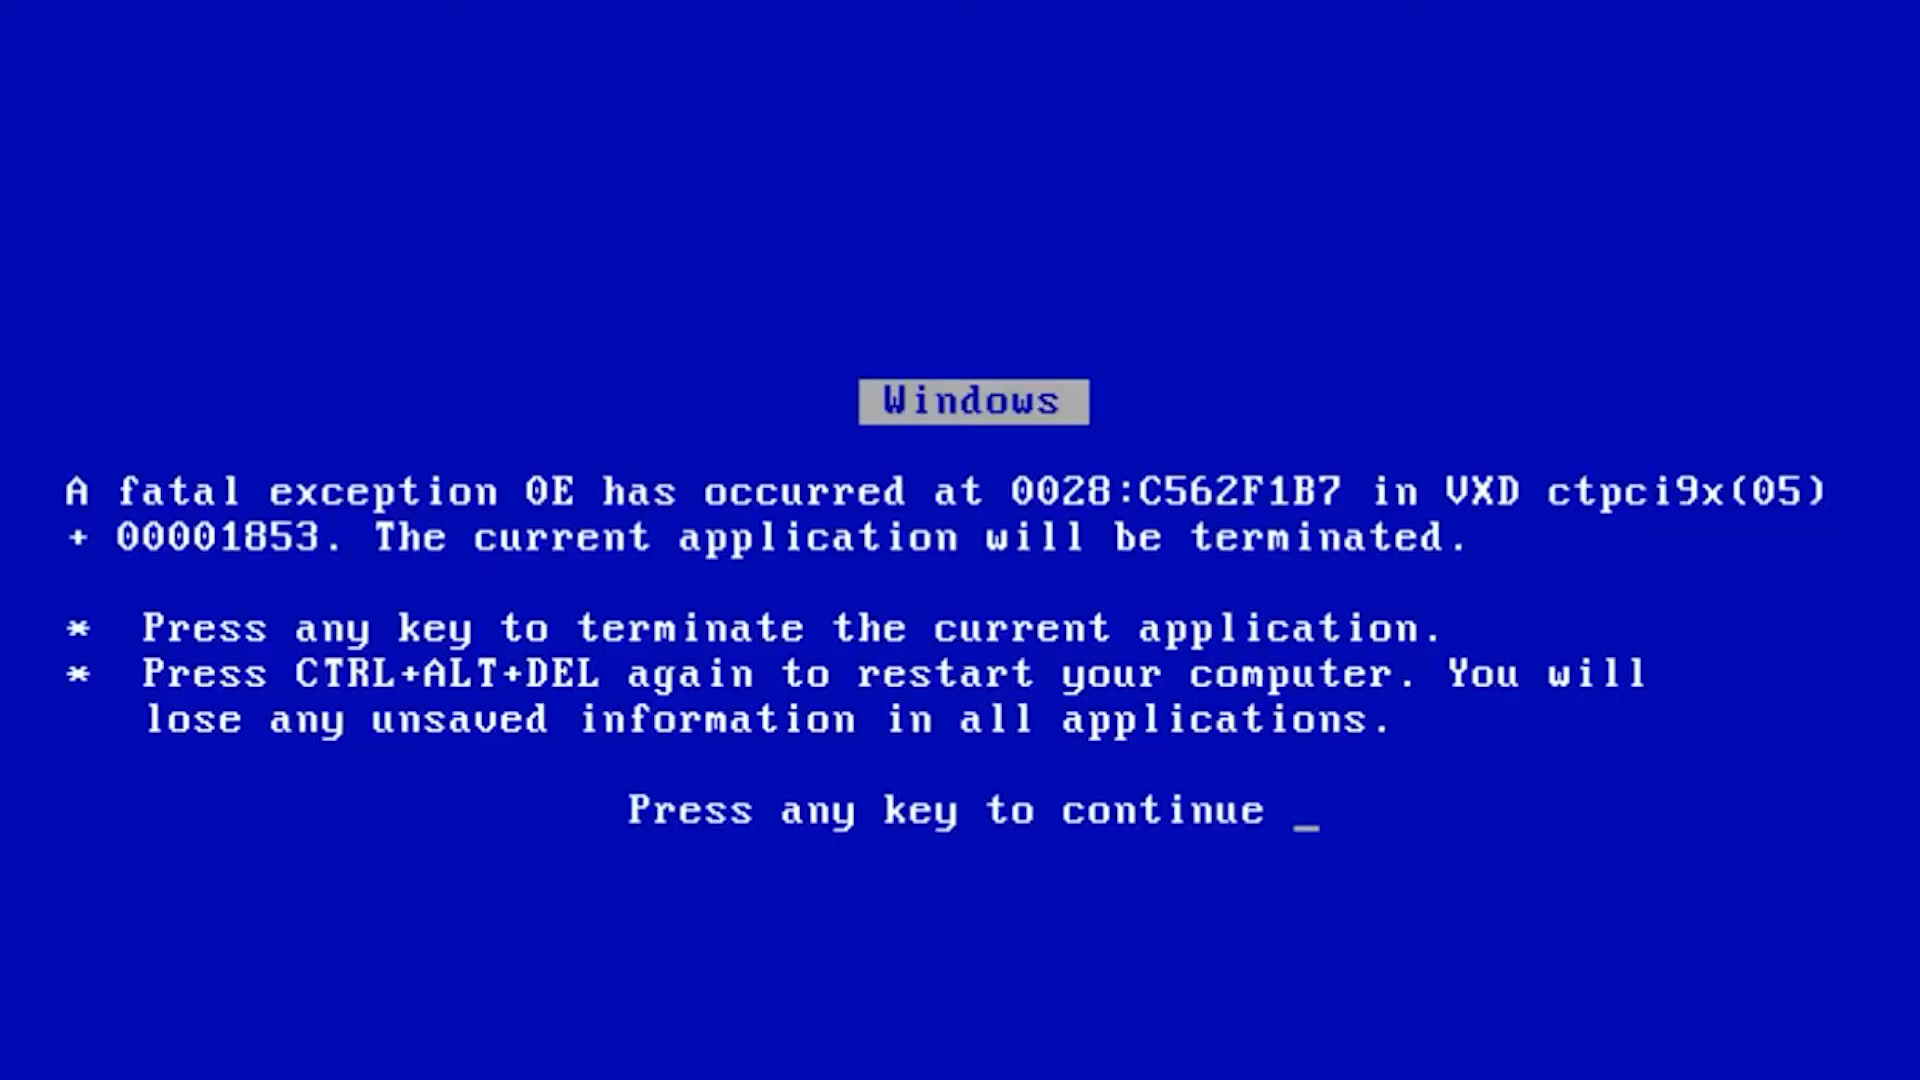 Windows
A fatal exception 0E has occurred at 0028:C562F1B7 in VXD ctpci9x(05)
+ 00001853. The current application will be terminated.
* Press any key to terminate the current application.
* Press CTRL+ALT+DEL again to restart your computer. You will
lose any unsaved information in all applications.
Press any key to continue _